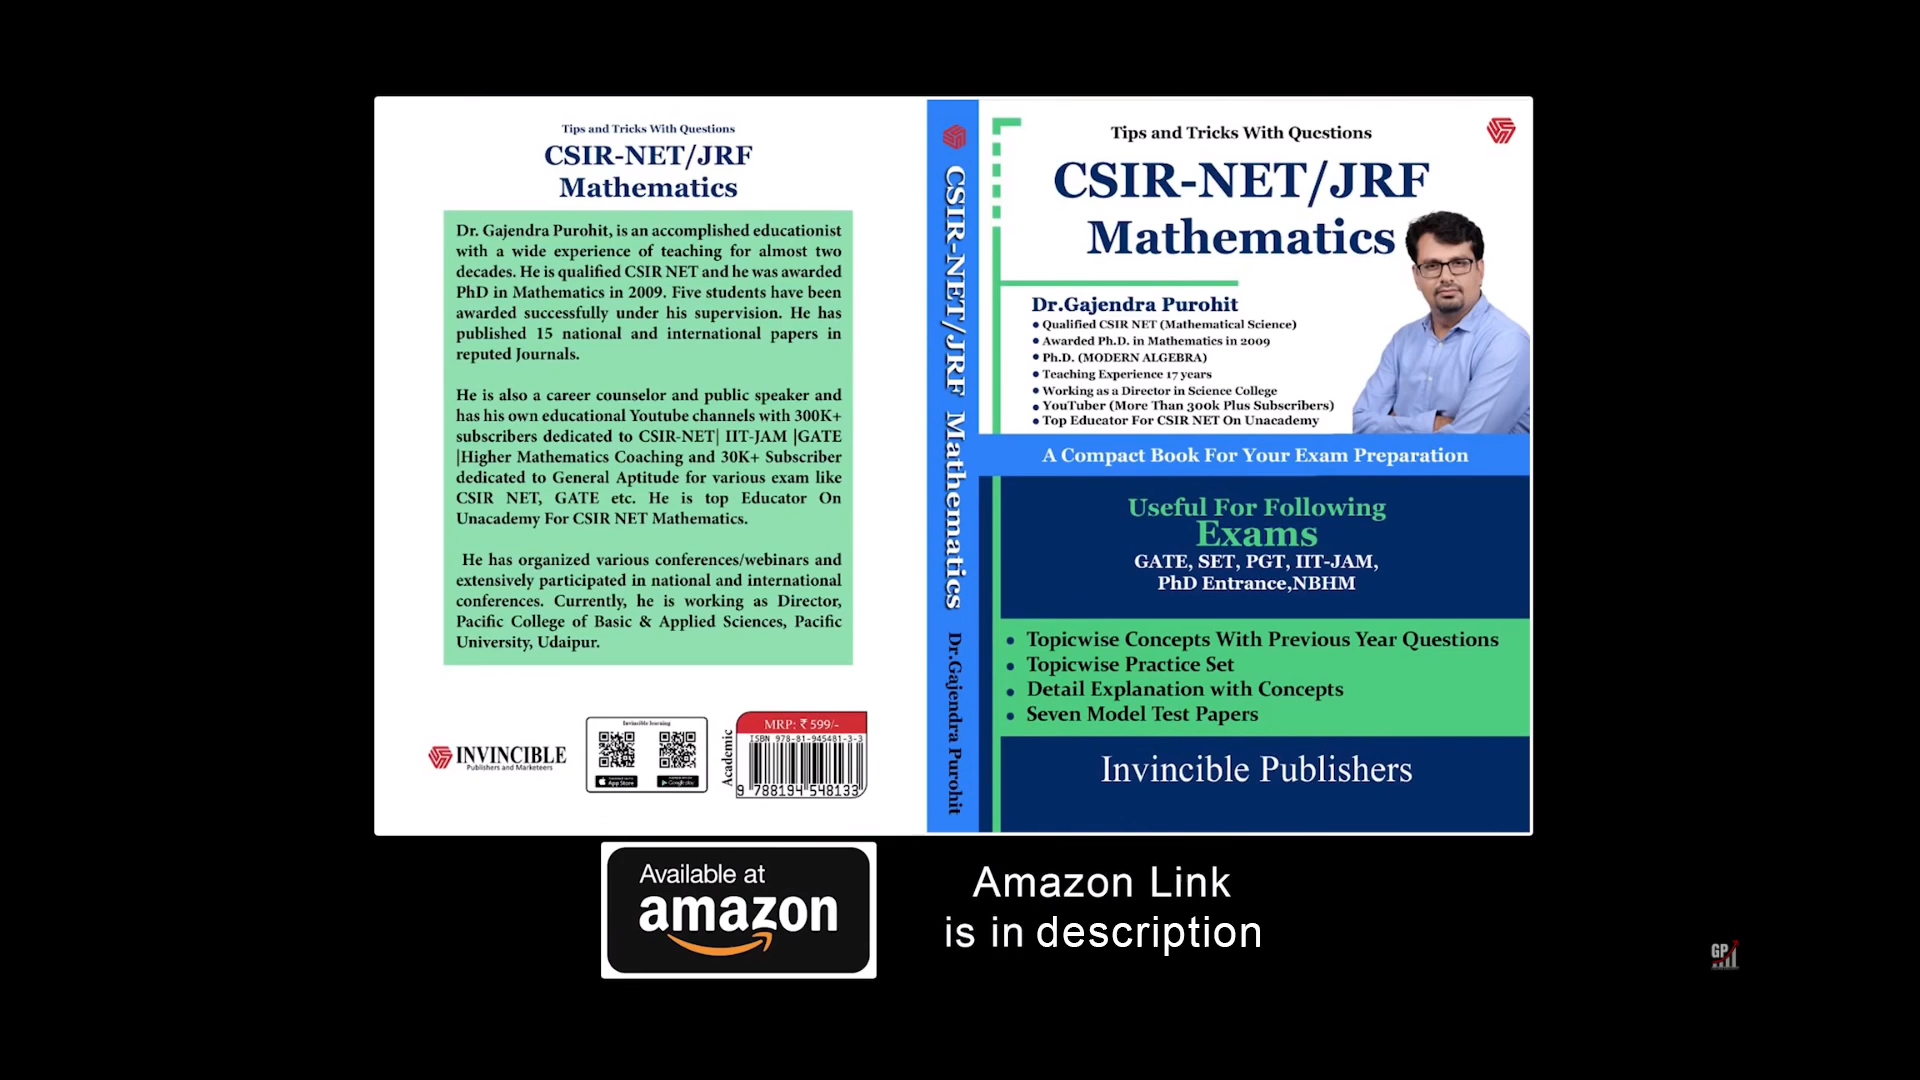 Tips and Tricks With Questions
CSIR-NET/JRF
Mathematics
Dr. Gajendra Purohit, is an accomplished educationist
with a wide experience of teaching for almost two
decades. He is qualified CSIR NET and he was awarded
PhD in Mathematics in 2009. Five students have been
awarded successfully under his supervision. He has
published 15 national and international papers in
reputed Journals.
He is also a career counselor and public speaker and
has his own educational Youtube channels with 300K+
subscribers dedicated to CSIR-NET| IIT-JAM |GATE
|Higher Mathematics Coaching and 30K+ Subscriber
dedicated to General Aptitude for various exam like
CSIR NET, GATE etc. He is top Educator On
Unacademy For CSIR NET Mathematics.
He has organized various conferences/webinars and
extensively participated in national and international
conferences. Currently, he is working as Director,
Pacific College of Basic & Applied Sciences, Pacific
University, Udaipur.
INVINCIBLE
Publishers and Marketeers
Invincible learning
App Store
Google play
Academic
MRP: ₹ 599/-
ISBN 978-81-945481-3-3
9 788194 548133
CSIR-NET/JRF Mathematics Dr.Gajendra Purohit
Tips and Tricks With Questions
CSIR-NET/JRF
Mathematics
Dr.Gajendra Purohit
• Qualified CSIR NET (Mathematical Science)
• Awarded Ph.D. in Mathematics in 2009
• Ph.D. (MODERN ALGEBRA)
• Teaching Experience 17 years
• Working as a Director in Science College
• YouTuber (More Than 300k Plus Subscribers)
• Top Educator For CSIR NET On Unacademy
A Compact Book For Your Exam Preparation
Useful For Following
Exams
GATE, SET, PGT, IIT-JAM,
PhD Entrance,NBHM
• Topicwise Concepts With Previous Year Questions
• Topicwise Practice Set
• Detail Explanation with Concepts
• Seven Model Test Papers
Invincible Publishers
Available at
amazon
Amazon Link
is in description
GP